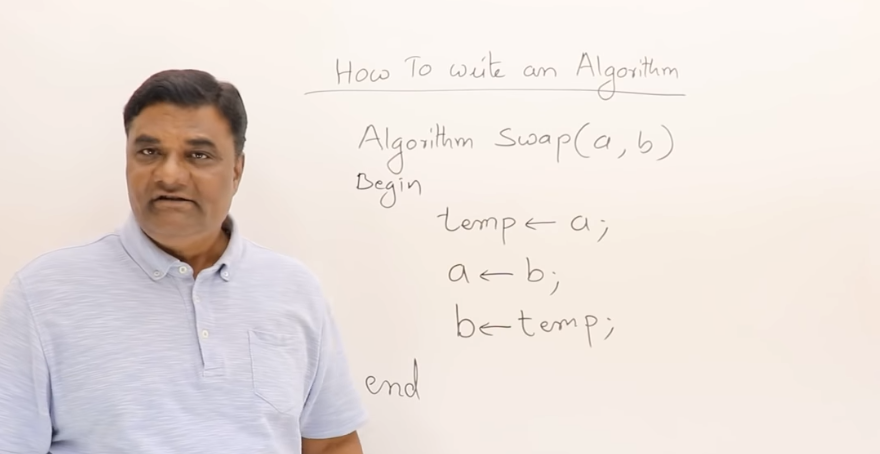 How To write an Algorithm
Algorithm Swap(a, b)
Begin
temp ← a;
a ← b;
b ← temp;
end